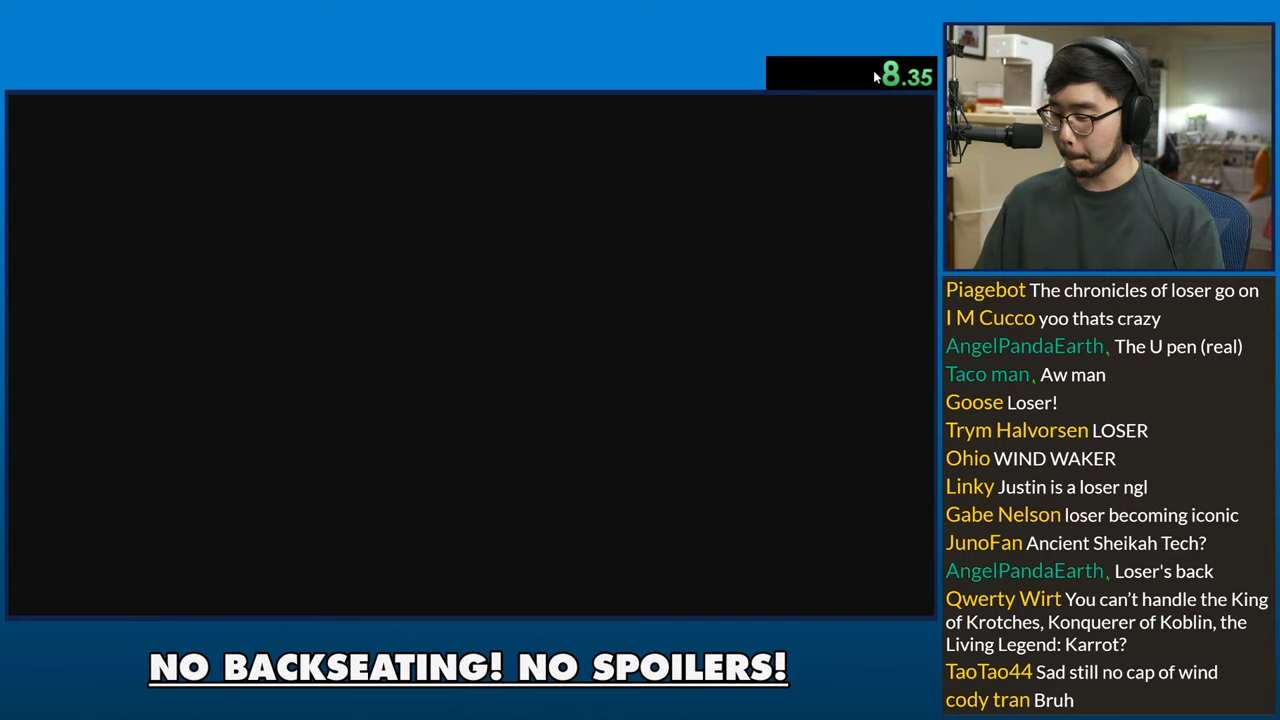 8.35
Piagebot The chronicles of loser go on
I M Cucco yoo thats crazy
AngelPandaEarth, The U pen (real)
Taco man, Aw man
Goose Loser!
Trym Halvorsen LOSER
Ohio WIND WAKER
Linky Justin is a loser ngl
Gabe Nelson loser becoming iconic
JunoFan Ancient Sheikah Tech?
AngelPandaEarth, Loser's back
Qwerty Wirt You can’t handle the King
of Krotches, Konquerer of Koblin, the
Living Legend: Karrot?
TaoTao44 Sad still no cap of wind
cody tran Bruh
NO BACKSEATING! NO SPOILERS!